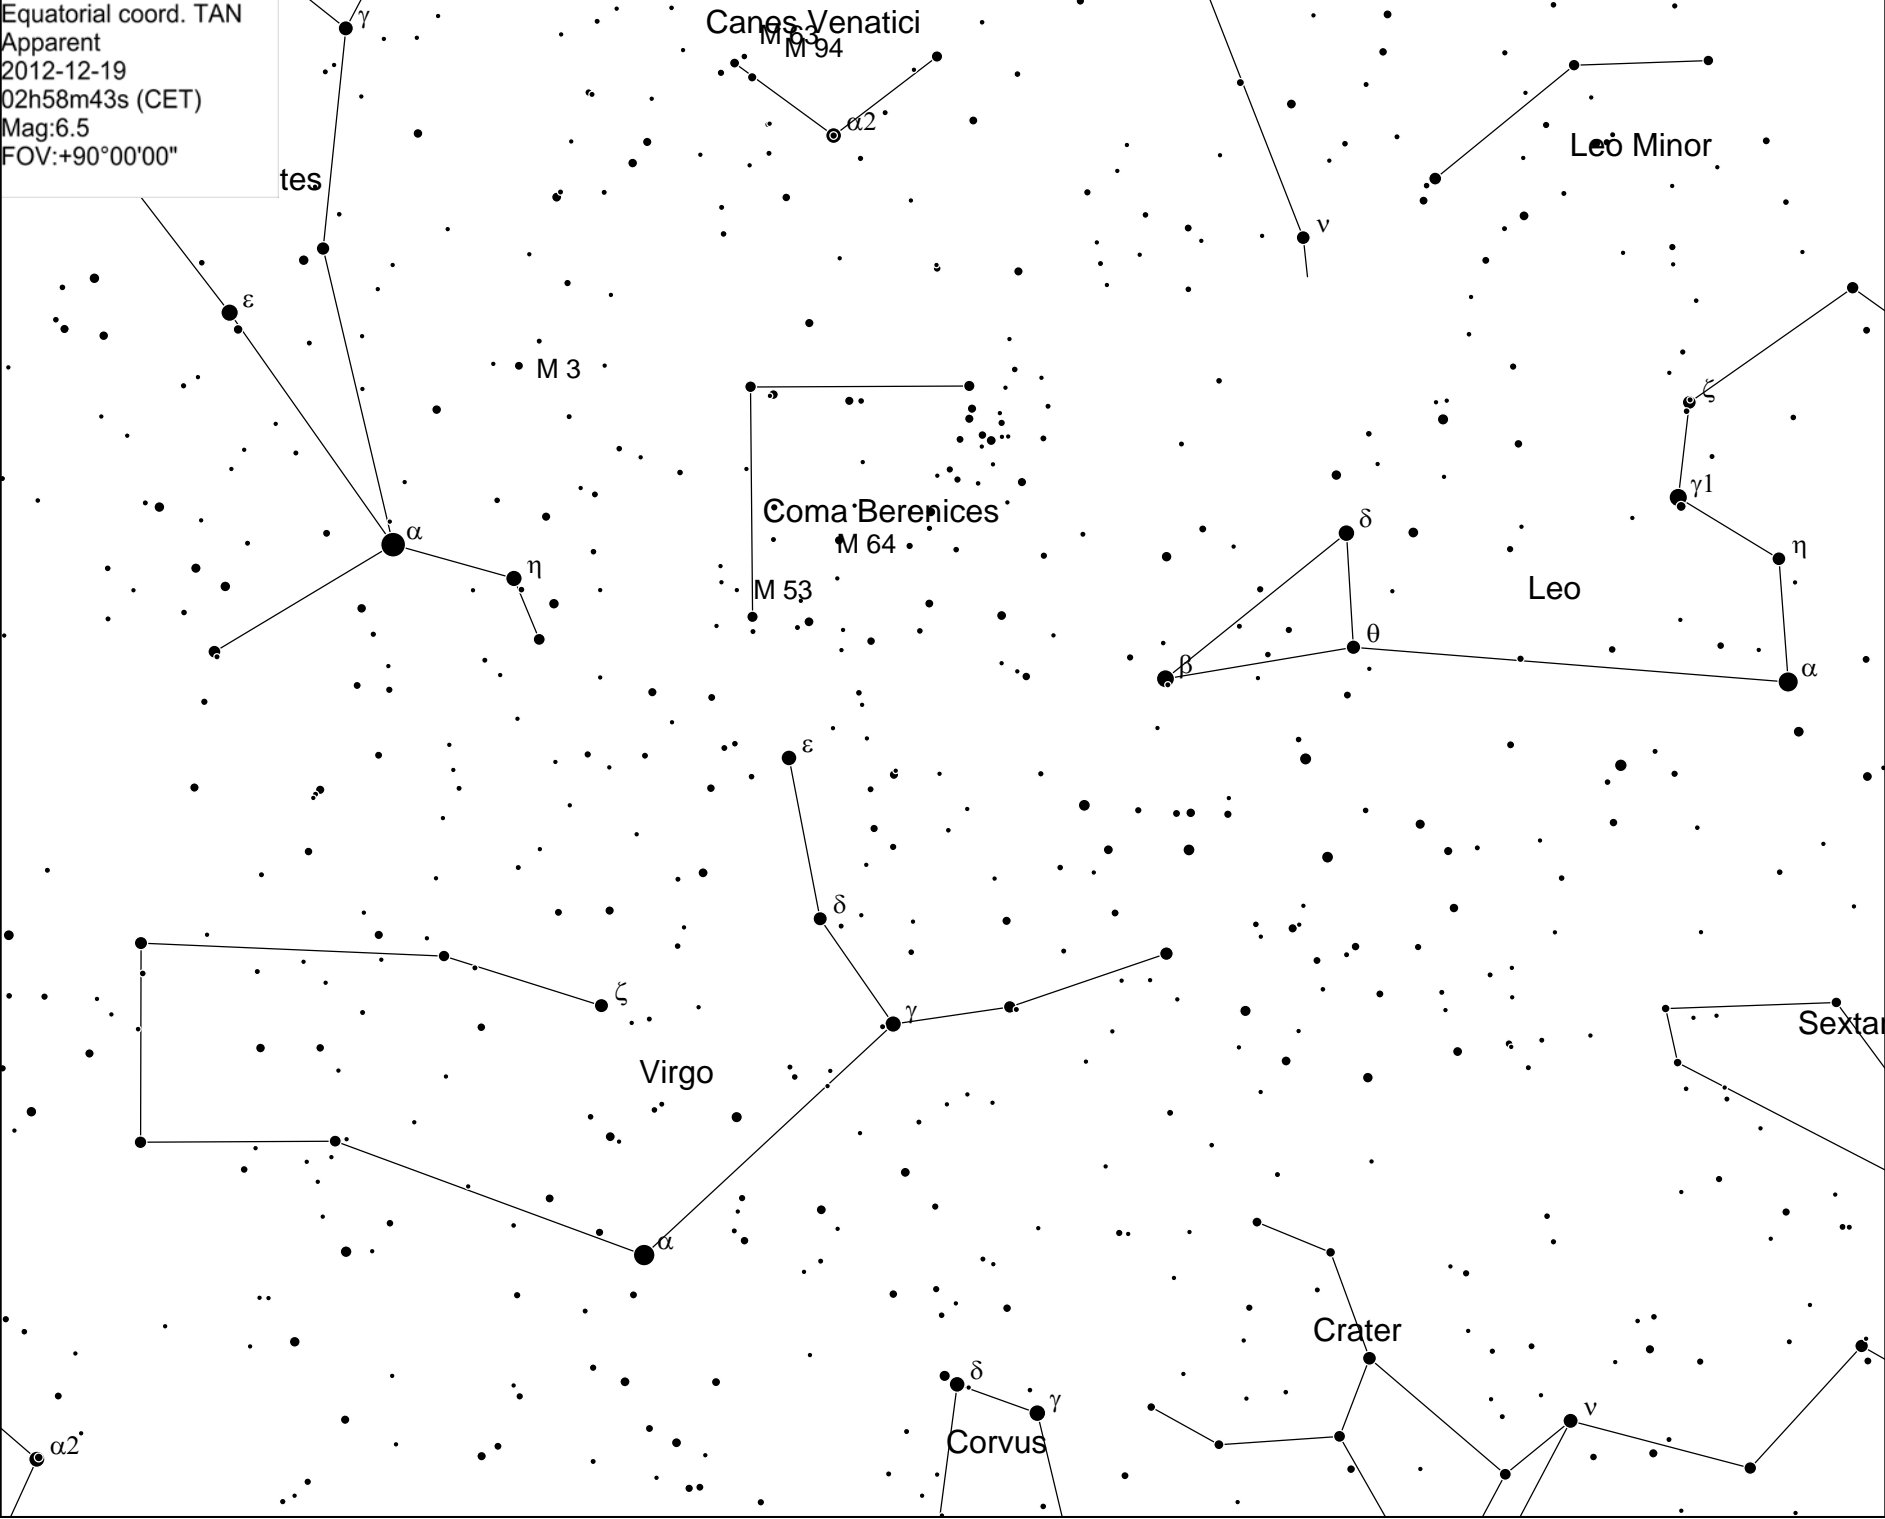 Equatorial coord. TAN
Apparent
2012-12-19
02h58m43s (CET)
Mag:6.5
FOV:+90°00'00"
γ
Canes Venatici
M 63
M 94
α2
Leo Minor
tes
ν
ε
M 3
ζ
Coma Berenices
M 64
M 53
γ1
δ
η
Leo
α
η
θ
β
α
ε
δ
ζ
γ
Virgo
Sextar
α
Crater
δ
γ
Corvus
ν
α2